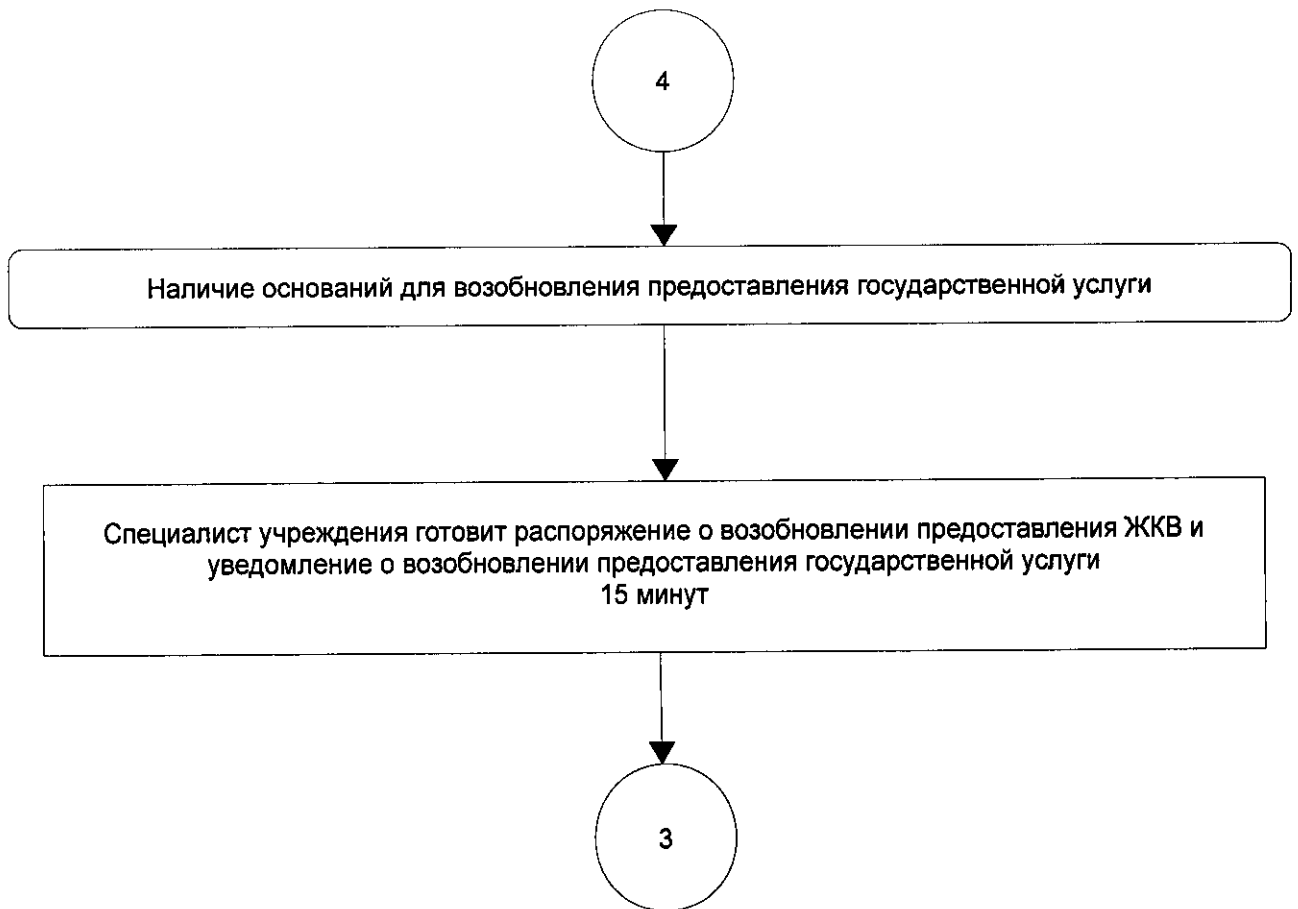 4
Наличие оснований для возобновления предоставления государственной услуги
Специалист учреждения готовит распоряжение о возобновлении предоставления ЖКВ и
уведомление о возобновлении предоставления государственной услуги
15 минут
3